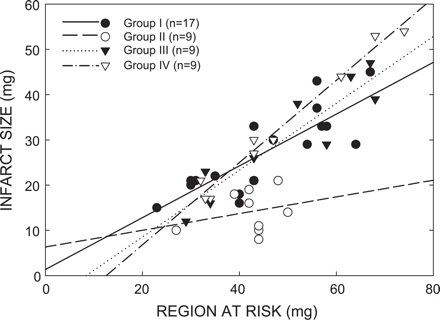 Group I (n=17)
Group II (n=9)
Group III (n=9)
Group IV (n=9)
60
50
40
30
20
10
0
INFARCT SIZE (mg)
0 20 40 60 80
REGION AT RISK (mg)